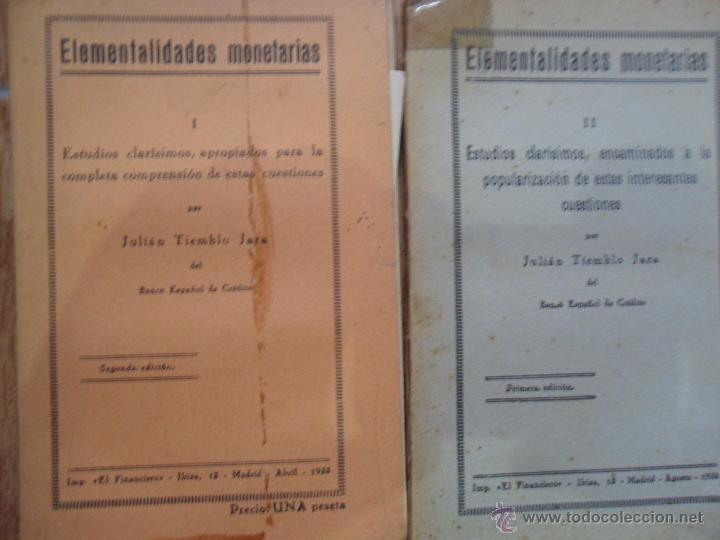 Elementalidades monetarias
I
Estudios clarísimos, apropiados para la
completa comprensión de estas cuestiones
por
Julián Tiemblo Jara
del
Banco Español de Crédito
Segunda edición.
Imp. «El Financiero» - Ibiza, 13 - Madrid - Abril - 1933
Precio: UNA peseta
Elementalidades monetarias
II
Estudios clarísimos, encaminados a la
popularización de estas interesantes
cuestiones
por
Julián Tiemblo Jara
del
Banco Español de Crédito
Primera edición.
Imp. «El Financiero» - Ibiza, 13 - Madrid - Agosto -
www.todocoleccion.net